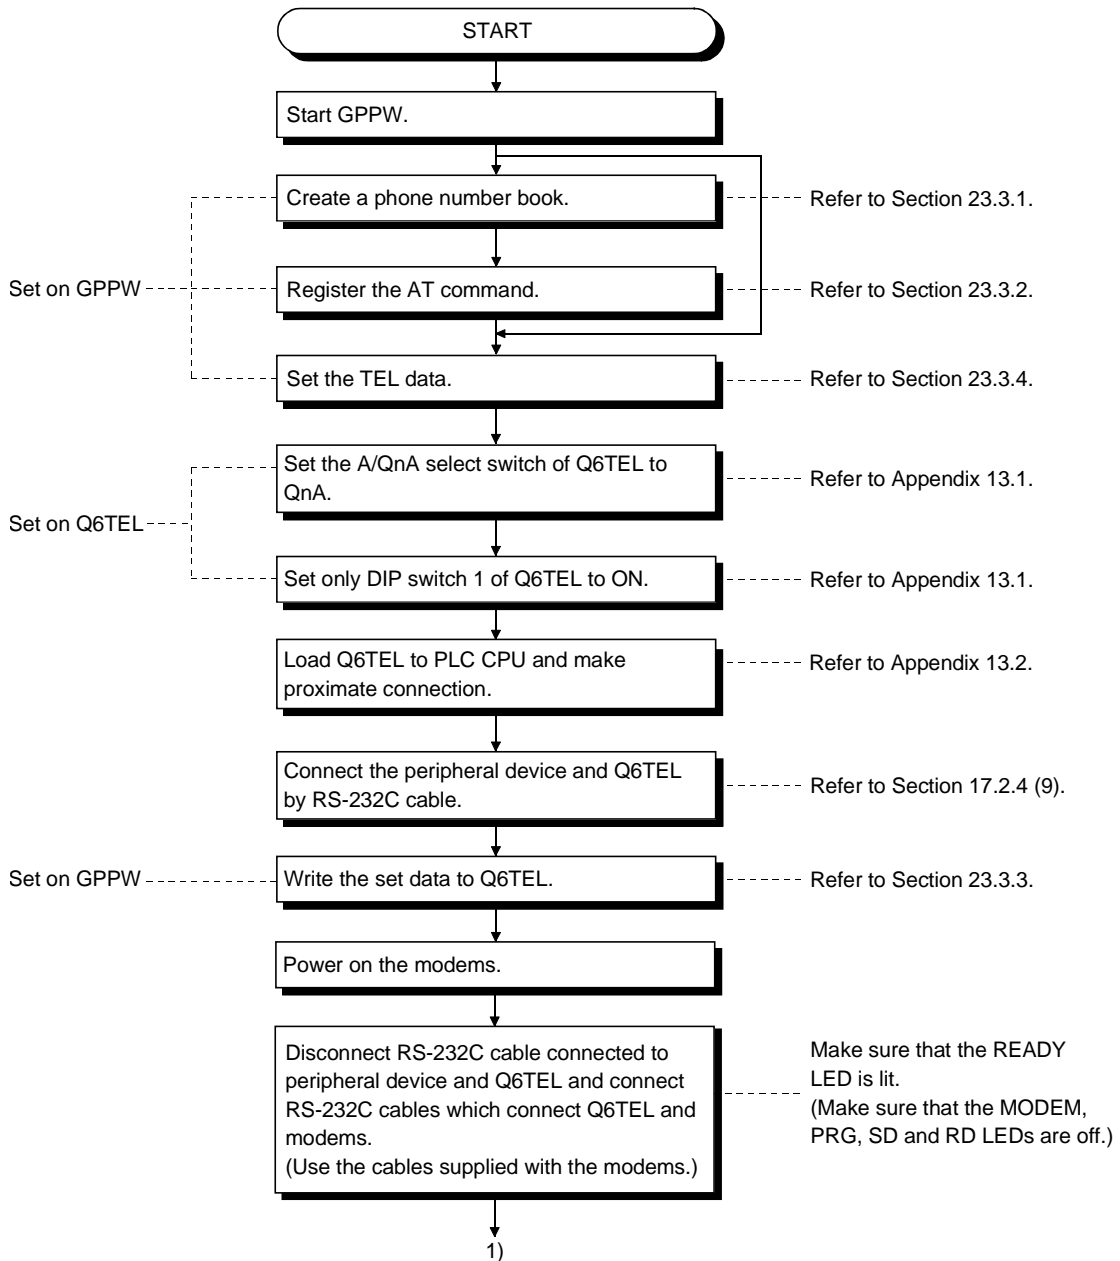 START
Start GPPW.
Create a phone number book.
Refer to Section 23.3.1.
Set on GPPW
Register the AT command.
Refer to Section 23.3.2.
Set the TEL data.
Refer to Section 23.3.4.
Set the A/QnA select switch of Q6TEL to
QnA.
Refer to Appendix 13.1.
Set on Q6TEL
Set only DIP switch 1 of Q6TEL to ON.
Refer to Appendix 13.1.
Load Q6TEL to PLC CPU and make
proximate connection.
Refer to Appendix 13.2.
Connect the peripheral device and Q6TEL
by RS-232C cable.
Refer to Section 17.2.4 (9).
Set on GPPW
Write the set data to Q6TEL.
Refer to Section 23.3.3.
Power on the modems.
Disconnect RS-232C cable connected to
peripheral device and Q6TEL and connect
RS-232C cables which connect Q6TEL and
modems.
(Use the cables supplied with the modems.)
Make sure that the READY
LED is lit.
(Make sure that the MODEM,
PRG, SD and RD LEDs are off.)
1)